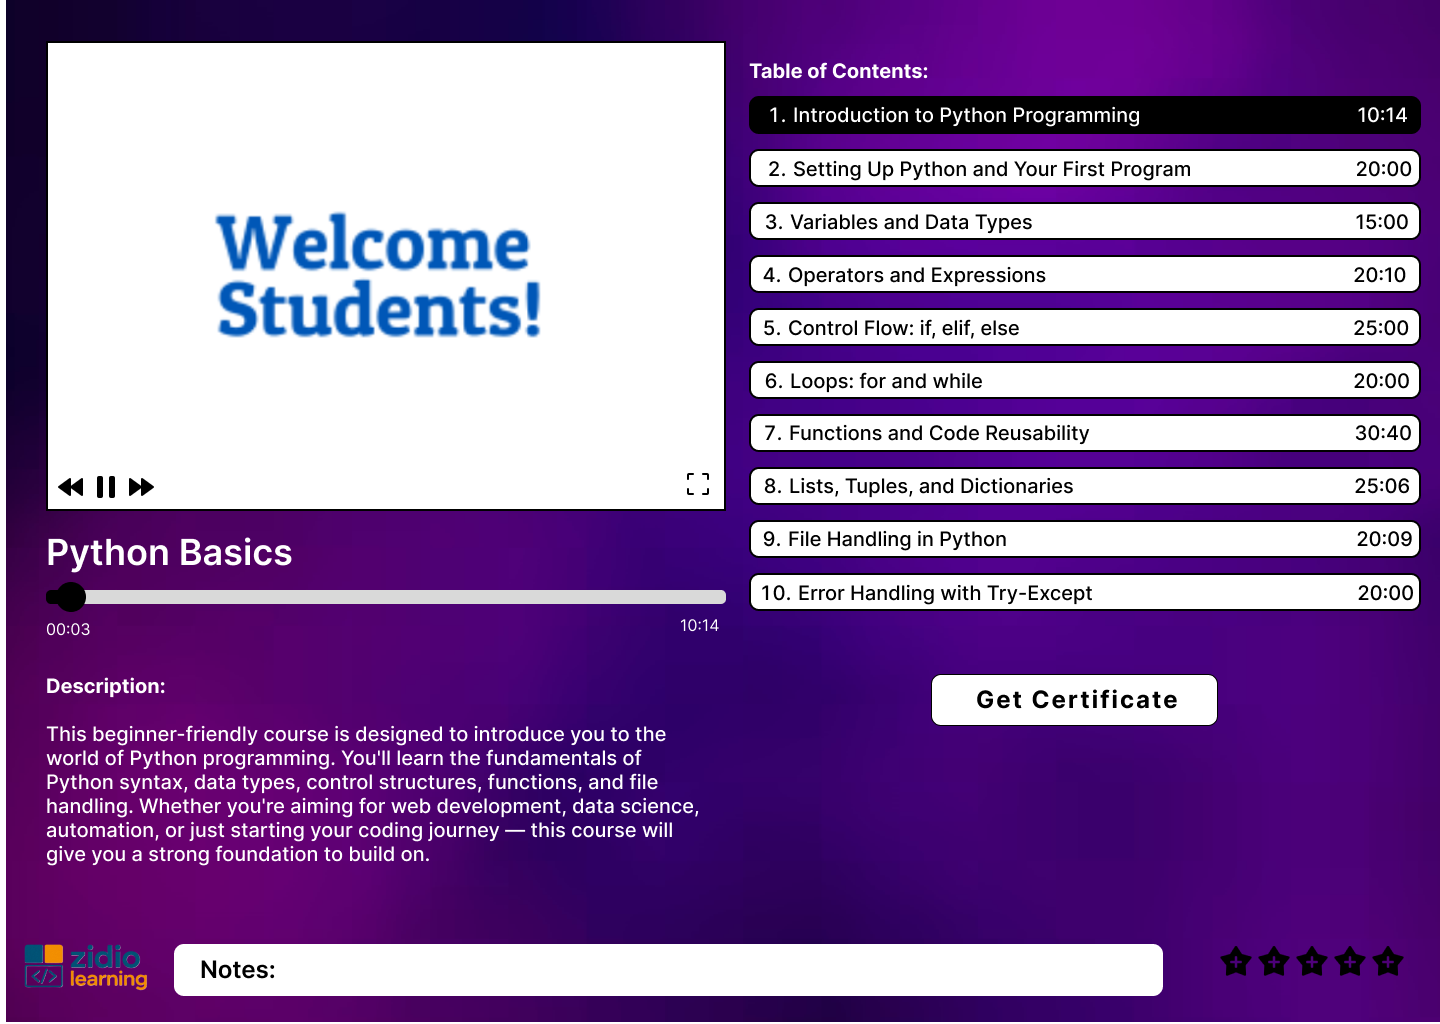 Welcome
Students!
Python Basics
00:03
10:14
Description:
This beginner-friendly course is designed to introduce you to the
world of Python programming. You'll learn the fundamentals of
Python syntax, data types, control structures, functions, and file
handling. Whether you're aiming for web development, data science,
automation, or just starting your coding journey — this course will
give you a strong foundation to build on.
Table of Contents:
1. Introduction to Python Programming 10:14
2. Setting Up Python and Your First Program 20:00
3. Variables and Data Types 15:00
4. Operators and Expressions 20:10
5. Control Flow: if, elif, else 25:00
6. Loops: for and while 20:00
7. Functions and Code Reusability 30:40
8. Lists, Tuples, and Dictionaries 25:06
9. File Handling in Python 20:09
10. Error Handling with Try-Except 20:00
Get Certificate
</> zidio
learning
Notes: